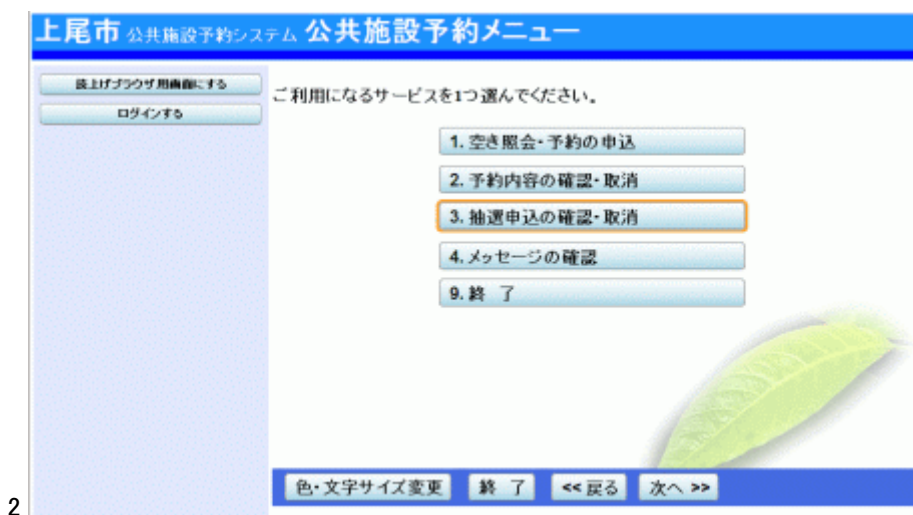 上尾市 公共施設予約システム 公共施設予約メニュー
読上げブラウザ用画面にする
ログインする
ご利用になるサービスを1つ選んでください。
1. 空き照会・予約の申込
2. 予約内容の確認・取消
3. 抽選申込の確認・取消
4. メッセージの確認
9. 終 了
色・文字サイズ変更 終 了 << 戻る 次へ >>
2